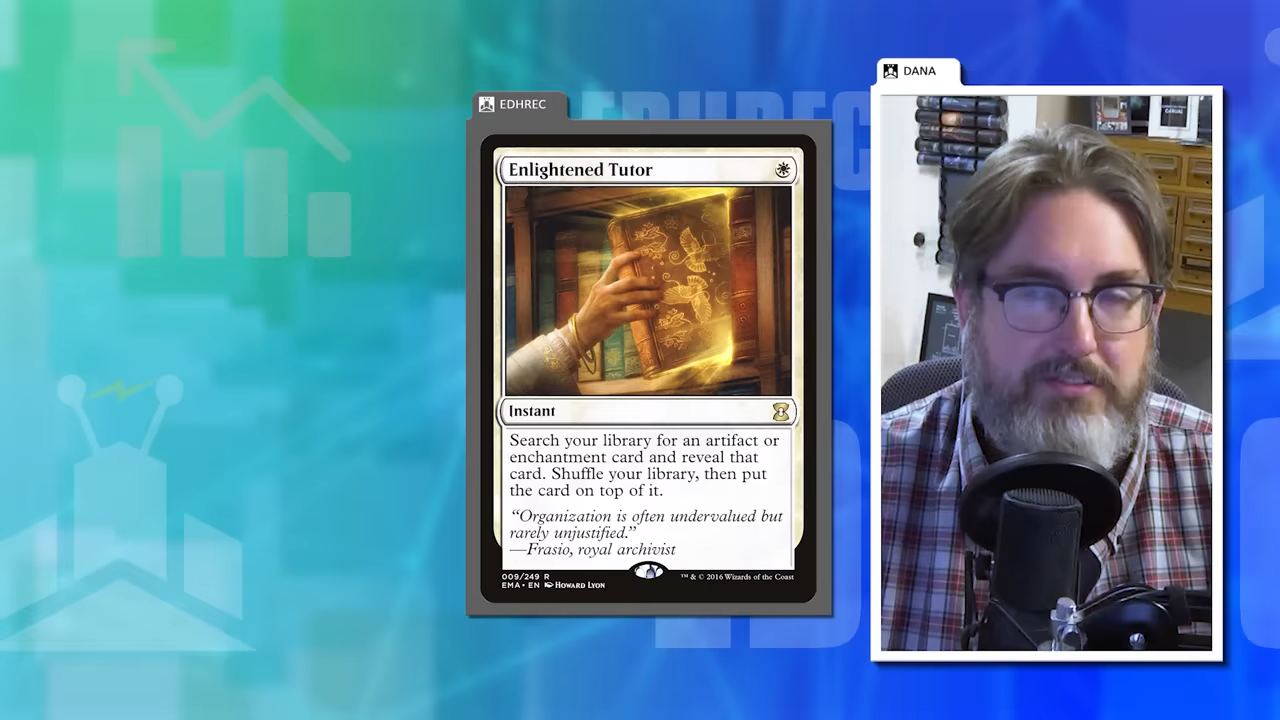 DANA
EDHREC
EDHREC
Enlightened Tutor
Instant
Search your library for an artifact or
enchantment card and reveal that
card. Shuffle your library, then put
the card on top of it.
“Organization is often undervalued but
rarely unjustified.”
—Frasio, royal archivist
009/249 R
EMA • EN Howard Lyon
™ & © 2016 Wizards of the Coast